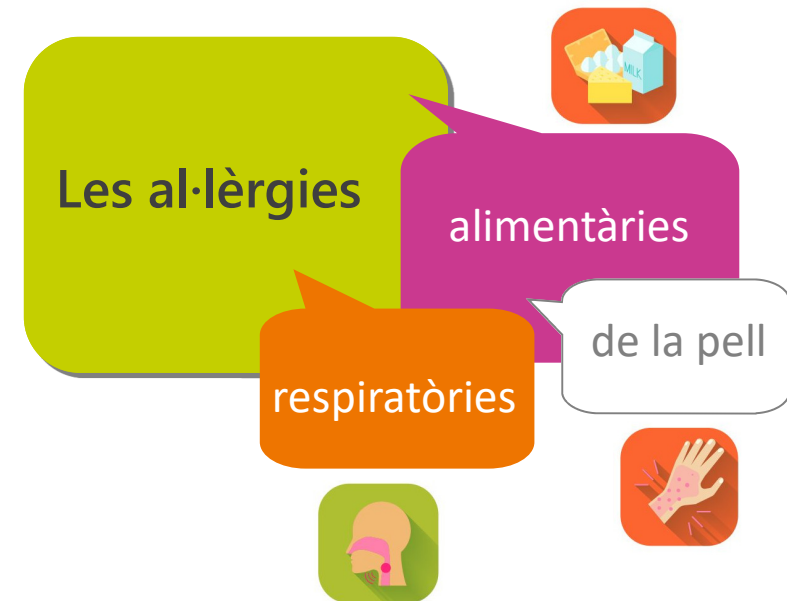 Les al·lèrgies
alimentàries
de la pell
respiratòries
MILK